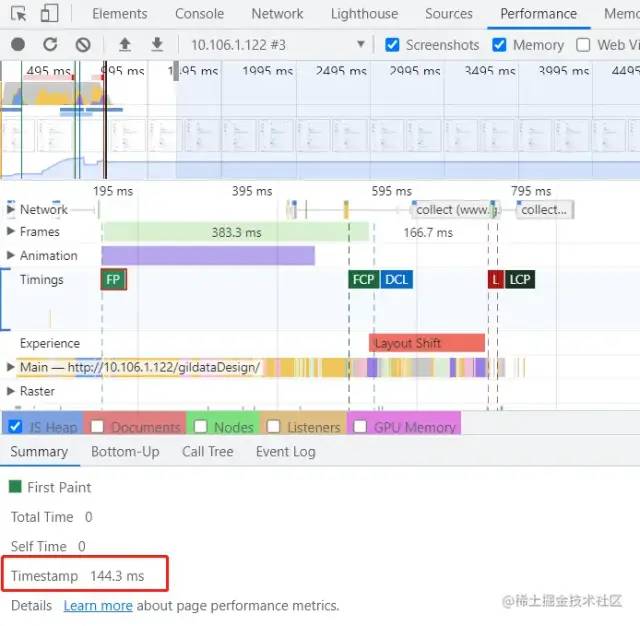 Elements Console Network Lighthouse Sources Performance Memo
10.106.1.122 #3 Screenshots Memory Web Vi
495 ms 995 ms 1495 ms 1995 ms 2495 ms 2995 ms 3495 ms 3995 ms 4495
195 ms 395 ms 595 ms 795 ms
Network collect (www.g collect...
Frames 383.3 ms 166.7 ms
Animation
Timings FP FCP DCL L LCP
Experience Layout Shift
Main — http://10.106.1.122/gildataDesign/
Raster
JS Heap Documents Nodes Listeners GPU Memory
Summary Bottom-Up Call Tree Event Log
First Paint
Total Time 0
Self Time 0
Timestamp 144.3 ms
Details Learn more about page performance metrics.
@稀土掘金技术社区